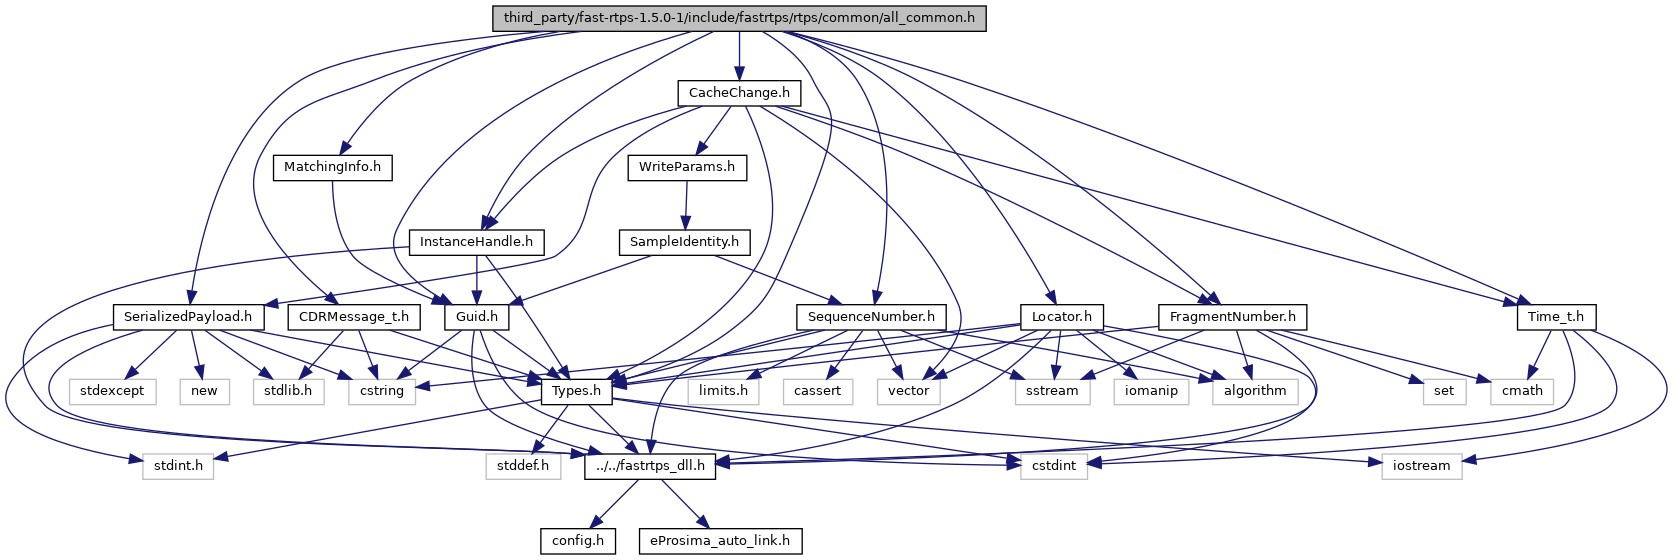 third_party/fast-rtps-1.5.0-1/include/fastrtps/rtps/common/all_common.h
CacheChange.h
MatchingInfo.h
WriteParams.h
InstanceHandle.h
SampleIdentity.h
SerializedPayload.h
CDRMessage_t.h
Guid.h
SequenceNumber.h
Locator.h
FragmentNumber.h
Time_t.h
stdexcept
new
stdlib.h
cstring
Types.h
limits.h
cassert
vector
sstream
iomanip
algorithm
set
cmath
stdint.h
stddef.h
../../fastrtps_dll.h
cstdint
iostream
config.h
eProsima_auto_link.h